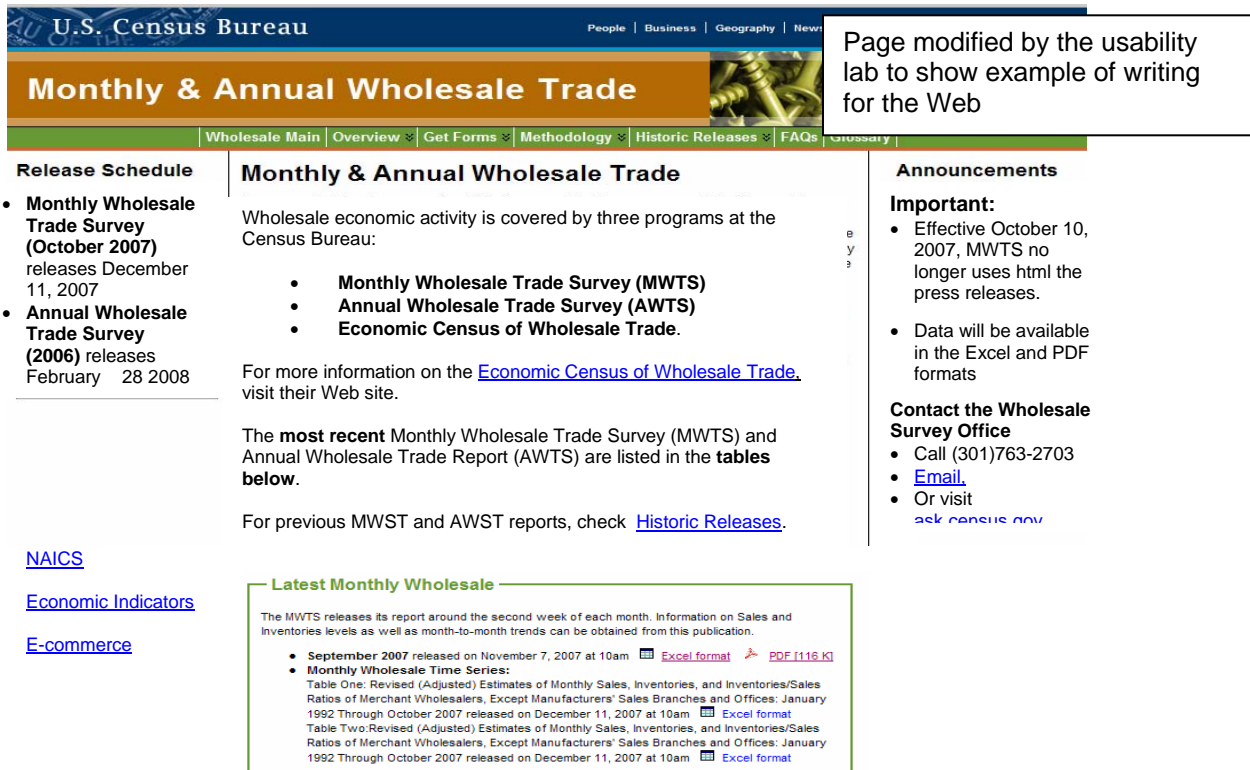 U.S. Census Bureau
People | Business | Geography | News
Page modified by the usability
lab to show example of writing
for the Web
Monthly & Annual Wholesale Trade
Wholesale Main | Overview | Get Forms | Methodology | Historic Releases | FAQs | Glossary |
Release Schedule
• Monthly Wholesale
Trade Survey
(October 2007)
releases December
11, 2007
• Annual Wholesale
Trade Survey
(2006) releases
February 28 2008
NAICS
Economic Indicators
E-commerce
Monthly & Annual Wholesale Trade
Wholesale economic activity is covered by three programs at the
Census Bureau:
• Monthly Wholesale Trade Survey (MWTS)
• Annual Wholesale Trade Survey (AWTS)
• Economic Census of Wholesale Trade.
For more information on the Economic Census of Wholesale Trade,
visit their Web site.
The most recent Monthly Wholesale Trade Survey (MWTS) and
Annual Wholesale Trade Report (AWTS) are listed in the tables
below.
For previous MWST and AWST reports, check Historic Releases.
Latest Monthly Wholesale
The MWTS releases its report around the second week of each month. Information on Sales and
Inventories levels as well as month-to-month trends can be obtained from this publication.
• September 2007 released on November 7, 2007 at 10am Excel format PDF [116 K]
• Monthly Wholesale Time Series:
Table One: Revised (Adjusted) Estimates of Monthly Sales, Inventories, and Inventories/Sales
Ratios of Merchant Wholesalers, Except Manufacturers' Sales Branches and Offices: January
1992 Through October 2007 released on December 11, 2007 at 10am Excel format
Table Two:Revised (Adjusted) Estimates of Monthly Sales, Inventories, and Inventories/Sales
Ratios of Merchant Wholesalers, Except Manufacturers' Sales Branches and Offices: January
1992 Through October 2007 released on December 11, 2007 at 10am Excel format
Announcements
Important:
• Effective October 10,
2007, MWTS no
longer uses html the
press releases.
• Data will be available
in the Excel and PDF
formats
Contact the Wholesale
Survey Office
• Call (301)763-2703
• Email,
• Or visit
ask.census.gov